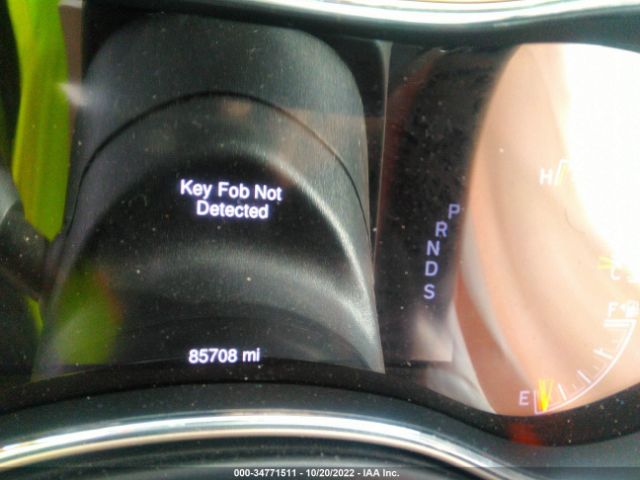 Key Fob Not
Detected
85708 mi
P
R
N
D
S
H
C
F
E
000-34771511 - 10/20/2022 - IAA Inc.